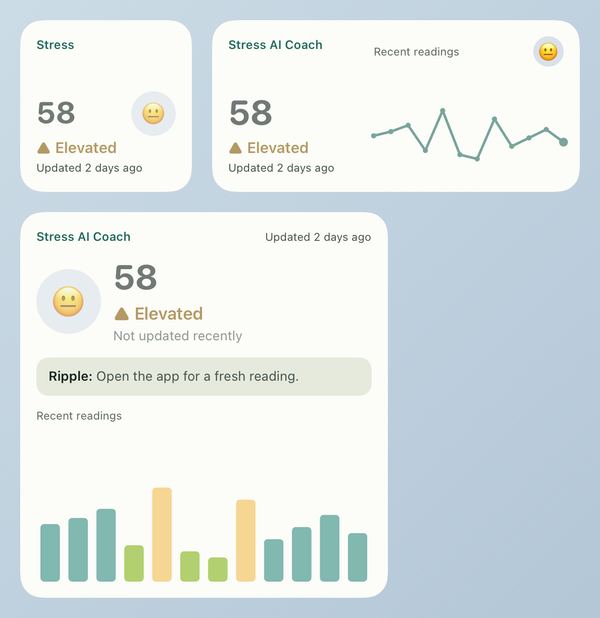 Stress
58
Elevated
Updated 2 days ago
Stress AI Coach
Recent readings
58
Elevated
Updated 2 days ago
Stress AI Coach
Updated 2 days ago
58
Elevated
Not updated recently
Ripple: Open the app for a fresh reading.
Recent readings